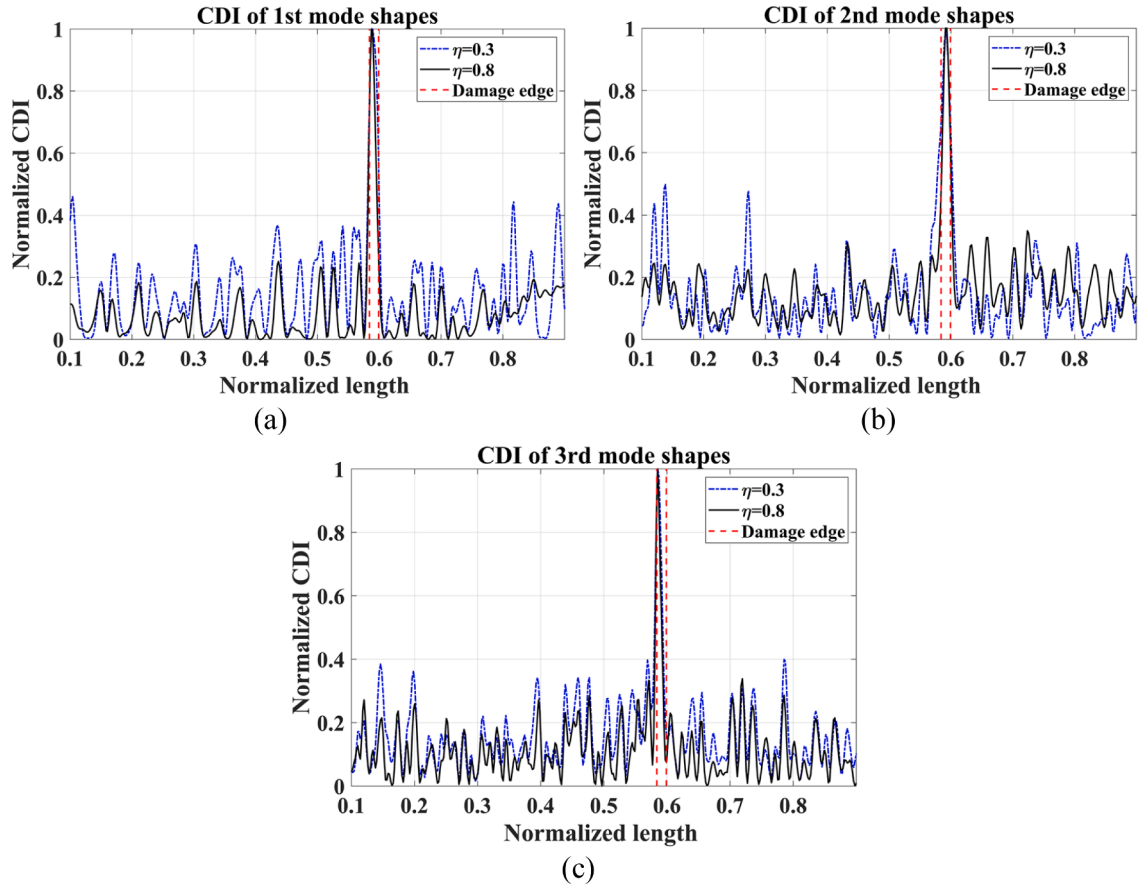 CDI of 1st mode shapes
Normalized CDI
1
0.8
0.6
0.4
0.2
0
η=0.3
η=0.8
Damage edge
0.1 0.2 0.3 0.4 0.5 0.6 0.7 0.8
Normalized length
(a)
CDI of 2nd mode shapes
Normalized CDI
1
0.8
0.6
0.4
0.2
0
η=0.3
η=0.8
Damage edge
0.1 0.2 0.3 0.4 0.5 0.6 0.7 0.8
Normalized length
(b)
CDI of 3rd mode shapes
Normalized CDI
1
0.8
0.6
0.4
0.2
0
η=0.3
η=0.8
Damage edge
0.1 0.2 0.3 0.4 0.5 0.6 0.7 0.8
Normalized length
(c)